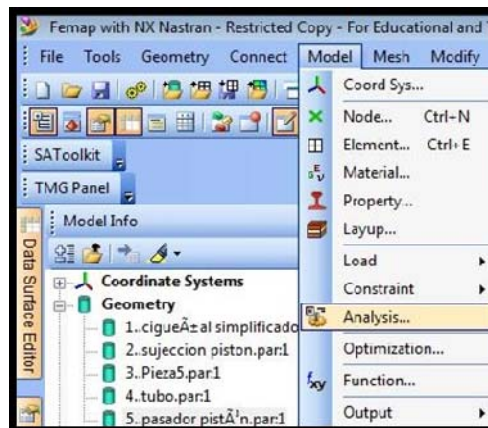 Femap with NX Nastran - Restricted Copy - For Educational and
File Tools Geometry Connect Model Mesh Modify
Coord Sys...
Node... Ctrl+N
Element... Ctrl+E
SAToolkit
Material...
TMG Panel
Property...
Model Info
Layup...
Load
Data Surface Editor
Coordinate Systems
Constraint
Geometry
Analysis...
1..cigueÃ±al simplificado
Optimization...
2..sujeccion piston.par:1
3.Pieza5.par:1
Function...
4.tubo.par:1
Output
5. pasador pistÃ³n.par:1